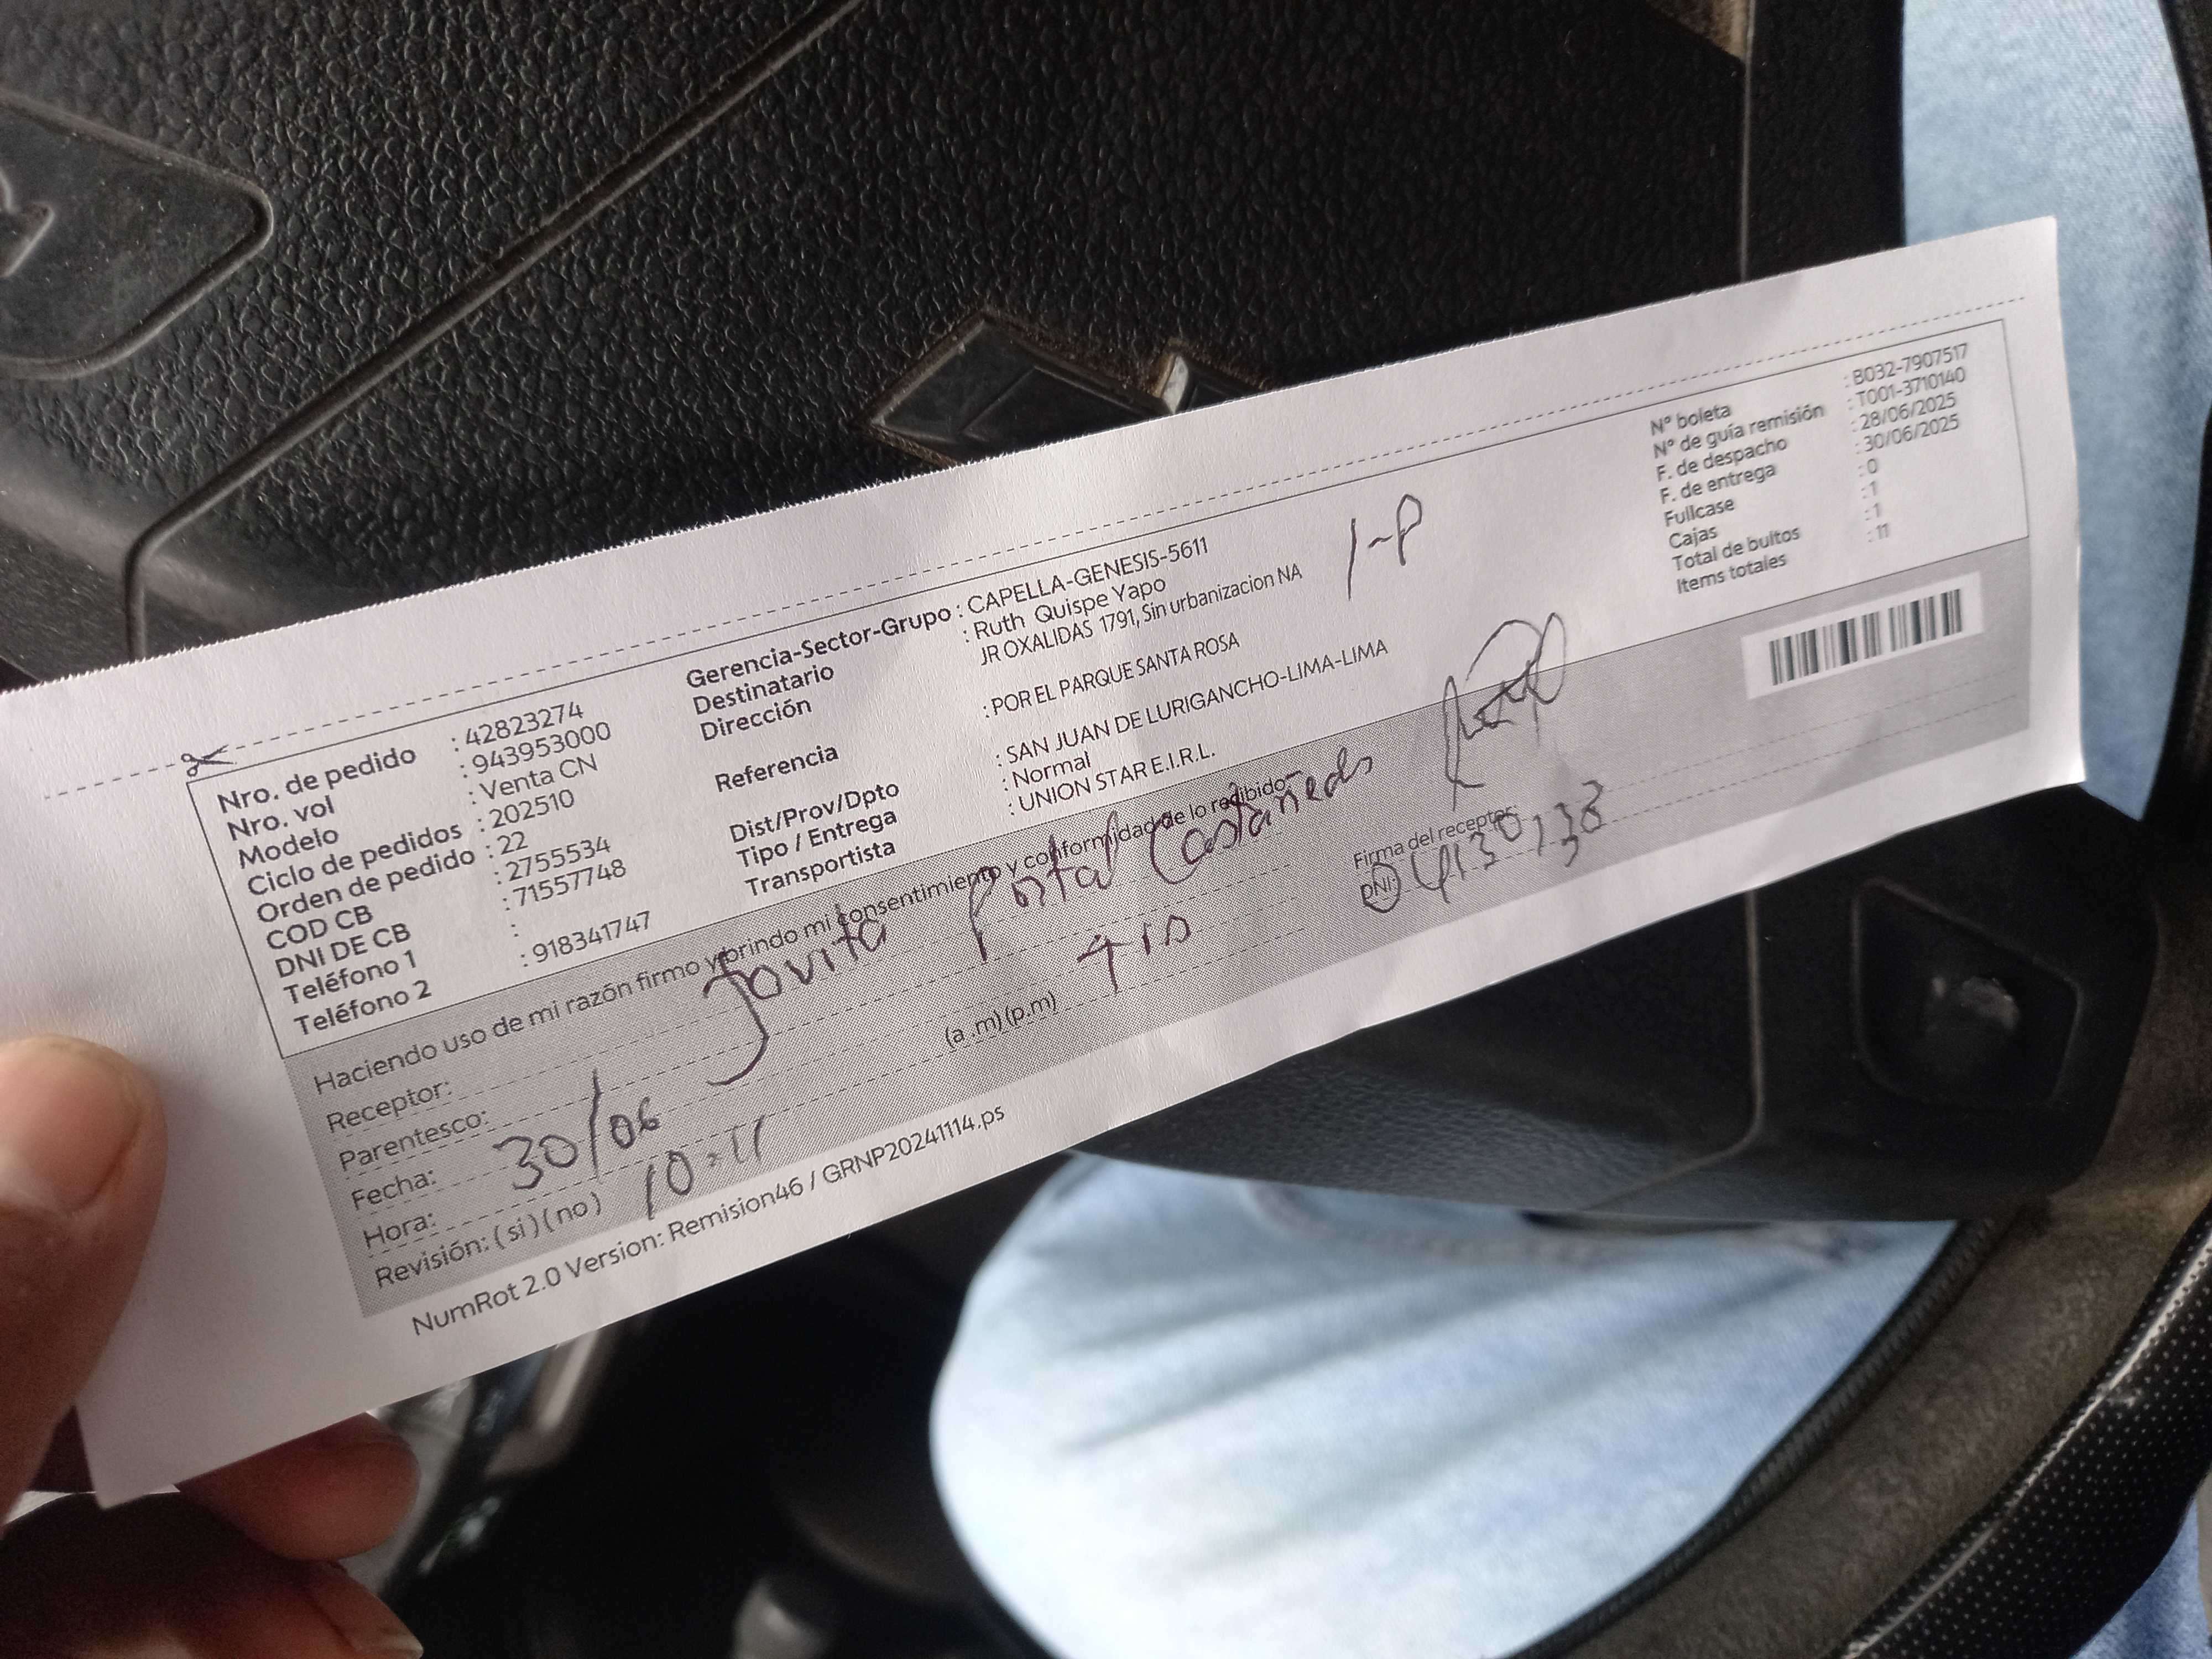 Nro. de pedido : 42823274
Nro. vol : 943953000
Modelo : Venta CN
Ciclo de pedidos : 202510
Orden de pedido : 22
COD CB : 2755534
DNI DE CB : 71557748
Teléfono 1 :
Teléfono 2 : 918341747
Gerencia-Sector-Grupo : CAPELLA-GENESIS-5611
Destinatario : Ruth Quispe Yapo
Dirección JR OXALIDAS 1791, Sin urbanizacion NA
Referencia : POR EL PARQUE SANTA ROSA
Dist/Prov/Dpto : SAN JUAN DE LURIGANCHO-LIMA-LIMA
Tipo / Entrega : Normal
Transportista : UNION STAR E.I.R.L.
1-P
N° boleta : B032-7907517
N° de guía remisión : T001-3710140
F. de despacho : 28/06/2025
F. de entrega : 30/06/2025
Fullcase : 0
Cajas : 1
Total de bultos : 1
Items totales : 11
Haciendo uso de mi razón firmo y brindo mi consentimiento y conformidad de lo recibido
Receptor: Jovita Portal Castañeda
Parentesco: tia
Fecha: 30/06
Hora: 10:11 (a .m) (p.m)
Revisión: (si) (no)
Firma del receptor:
DNI:
NumRot 2.0 Version: Remision46 / GRNP20241114.ps